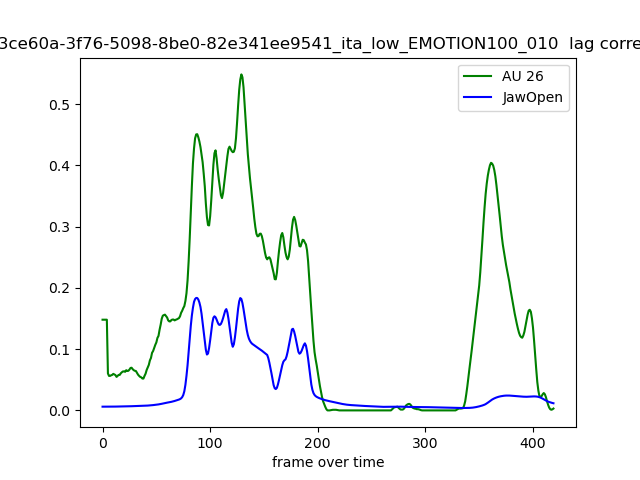 3ce60a-3f76-5098-8be0-82e341ee9541_ita_low_EMOTION100_010 lag corre
AU 26
JawOpen
0.5
0.4
0.3
0.2
0.1
0.0
0 100 200 300 400
frame over time